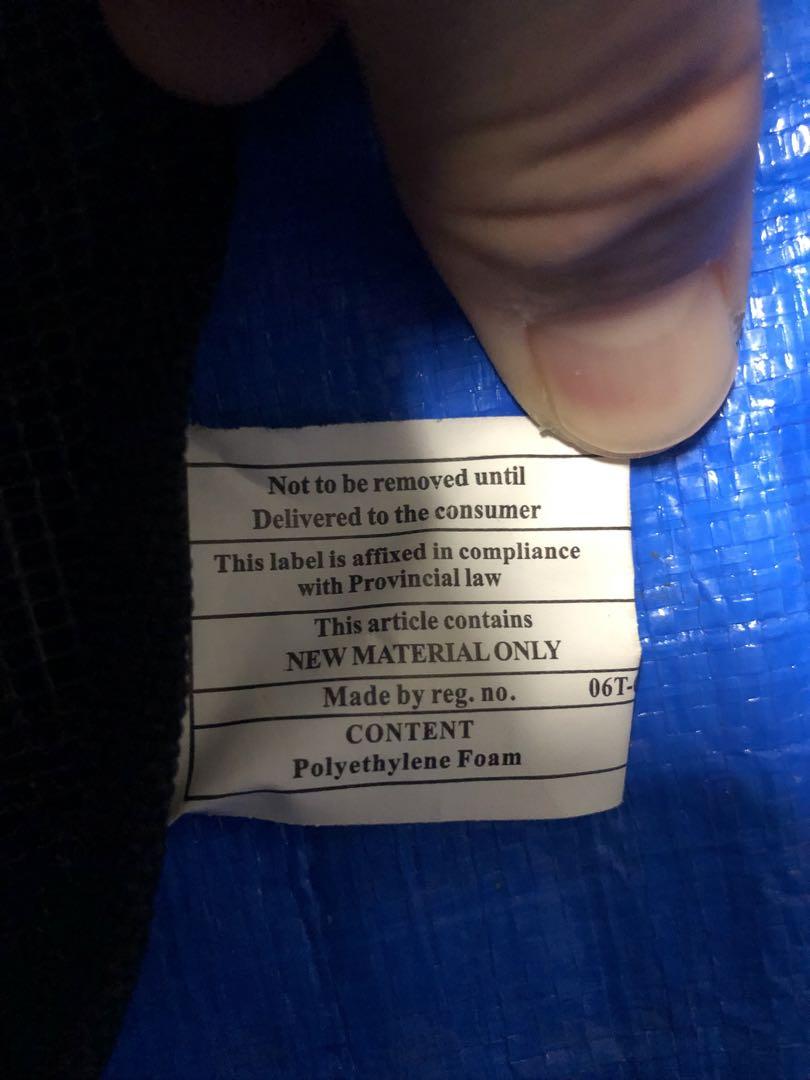 Not to be removed until
Delivered to the consumer
This label is affixed in compliance
with Provincial law
This article contains
NEW MATERIAL ONLY
Made by reg. no. 06T-
CONTENT
Polyethylene Foam